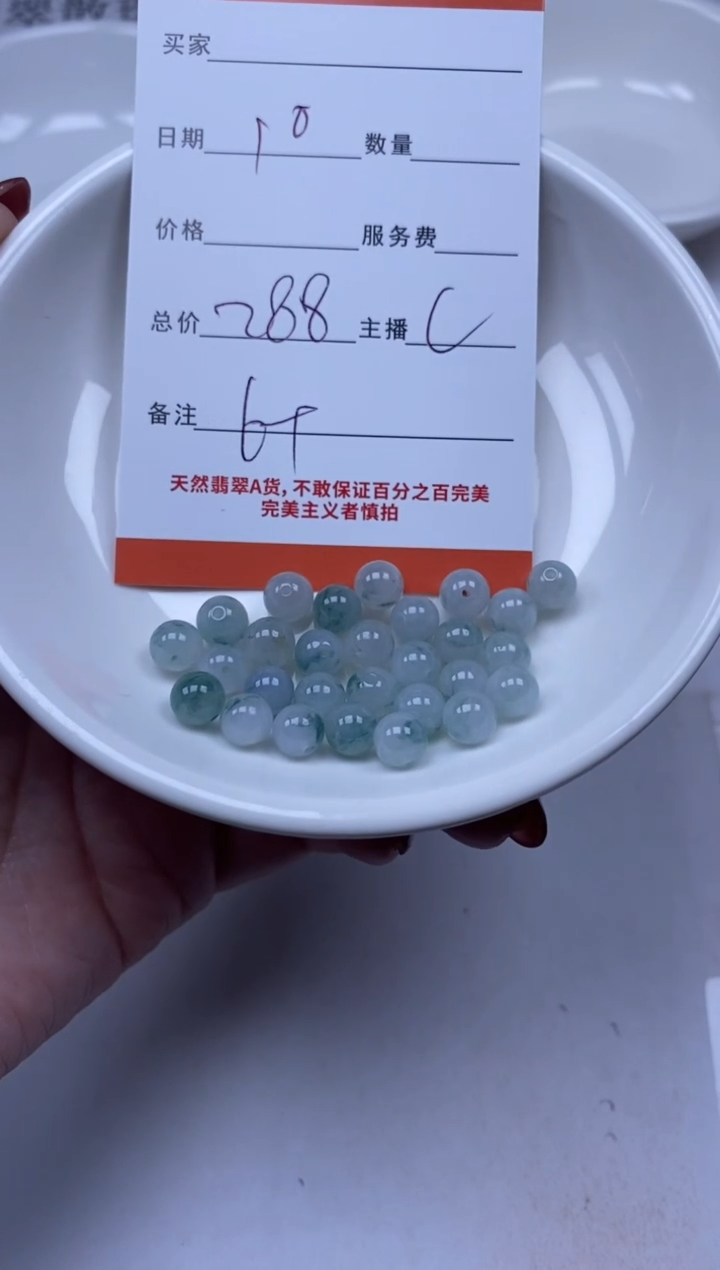 买家
日期 10 数量
价格 服务费
总价 288 主播 C
备注
天然翡翠A货,不敢保证百分之百完美
完美主义者慎拍